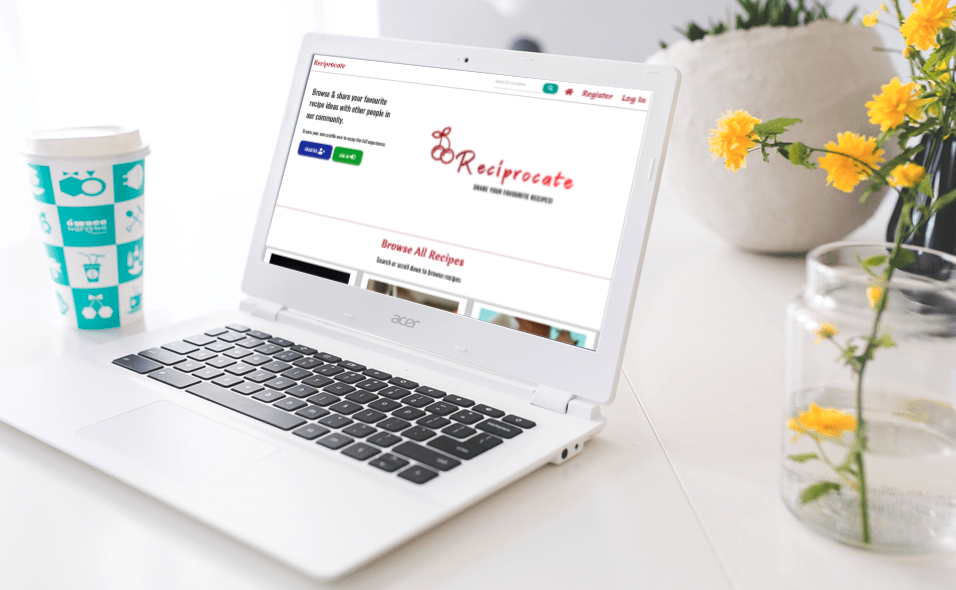 Reciprocate
Search recipes
Register
Log In
Browse & share your favourite
recipe ideas with other people in
our community.
Create your own profile now to enjoy the full experience.
Register
Log In
Reciprocate
SHARE YOUR FAVOURITE RECIPES!
Browse All Recipes
Search or scroll down to browse recipes
acer